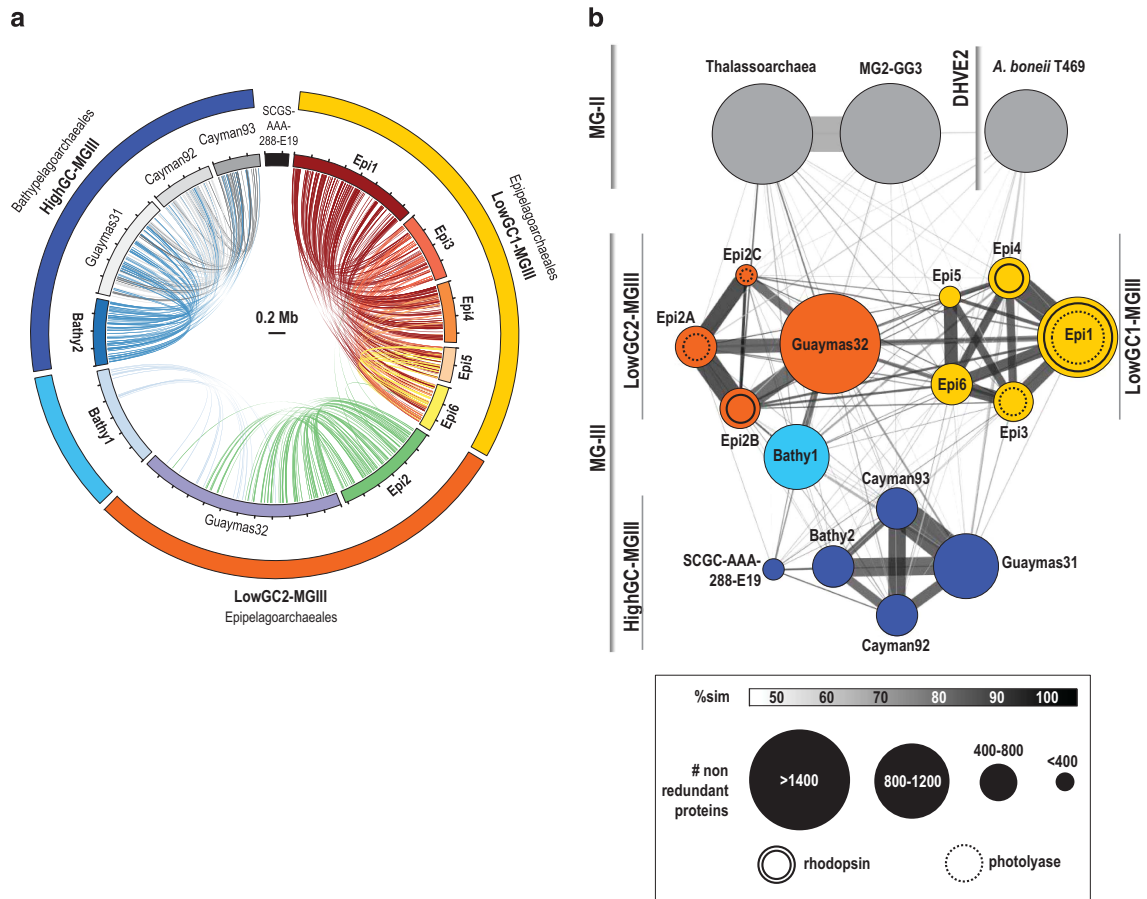 a
Bathypelagoarchaeales
HighGC-MGIII
Guaymas31
Cayman92
Cayman93
SCGS-
AAA-
288-E19
Epi1
Epi3
Epi4
Epi5
Epi6
Epipelagoarchaeales
LowGC1-MGIII
0.2 Mb
Bathy2
Bathy1
Guaymas32
Epi2
LowGC2-MGIII
Epipelagoarchaeales
b
MG-II
Thalassoarchaea
MG2-GG3
DHVE2
A. boneii T469
MG-III
LowGC2-MGIII
Epi2C
Epi2A
Guaymas32
Epi2B
Bathy1
Epi5
Epi4
Epi1
Epi6
Epi3
LowGC1-MGIII
HighGC-MGIII
Cayman93
Bathy2
SCGC-AAA-
288-E19
Guaymas31
Cayman92
%sim 50 60 70 80 90 100
# non
redundant
proteins
>1400
800-1200
400-800
<400
rhodopsin
photolyase